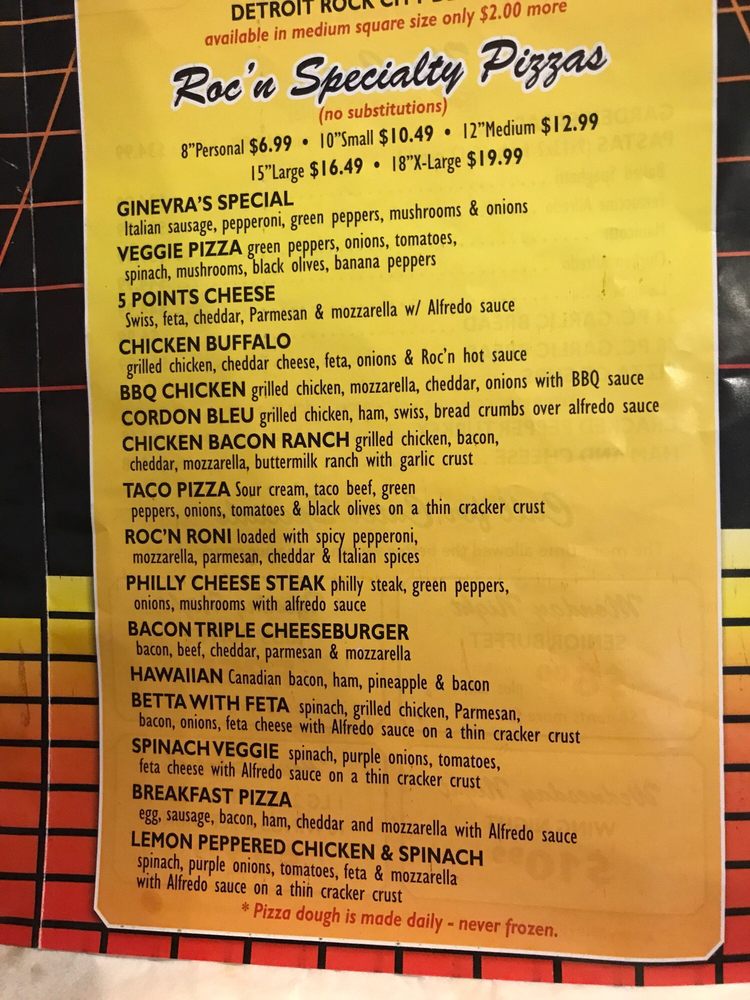 DETROIT ROCK CITY
available in medium square size only $2.00 more
Roc'n Specialty Pizzas
(no substitutions)
8"Personal $6.99 • 10"Small $10.49 • 12"Medium $12.99
15"Large $16.49 • 18"X-Large $19.99
GINEVRA'S SPECIAL
Italian sausage, pepperoni, green peppers, mushrooms & onions
VEGGIE PIZZA green peppers, onions, tomatoes,
spinach, mushrooms, black olives, banana peppers
5 POINTS CHEESE
Swiss, feta, cheddar, Parmesan & mozzarella w/ Alfredo sauce
CHICKEN BUFFALO
grilled chicken, cheddar cheese, feta, onions & Roc'n hot sauce
BBQ CHICKEN grilled chicken, mozzarella, cheddar, onions with BBQ sauce
CORDON BLEU grilled chicken, ham, swiss, bread crumbs over alfredo sauce
CHICKEN BACON RANCH grilled chicken, bacon,
cheddar, mozzarella, buttermilk ranch with garlic crust
TACO PIZZA Sour cream, taco beef, green
peppers, onions, tomatoes & black olives on a thin cracker crust
ROC'N RONI loaded with spicy pepperoni,
mozzarella, parmesan, cheddar & Italian spices
PHILLY CHEESE STEAK philly steak, green peppers,
onions, mushrooms with alfredo sauce
BACON TRIPLE CHEESEBURGER
bacon, beef, cheddar, parmesan & mozzarella
HAWAIIAN Canadian bacon, ham, pineapple & bacon
BETTA WITH FETA spinach, grilled chicken, Parmesan,
bacon, onions, feta cheese with Alfredo sauce on a thin cracker crust
SPINACH VEGGIE spinach, purple onions, tomatoes,
feta cheese with Alfredo sauce on a thin cracker crust
BREAKFAST PIZZA
egg, sausage, bacon, ham, cheddar and mozzarella with Alfredo sauce
LEMON PEPPERED CHICKEN & SPINACH
spinach, purple onions, tomatoes, feta & mozzarella
with Alfredo sauce on a thin cracker crust
* Pizza dough is made daily - never frozen.